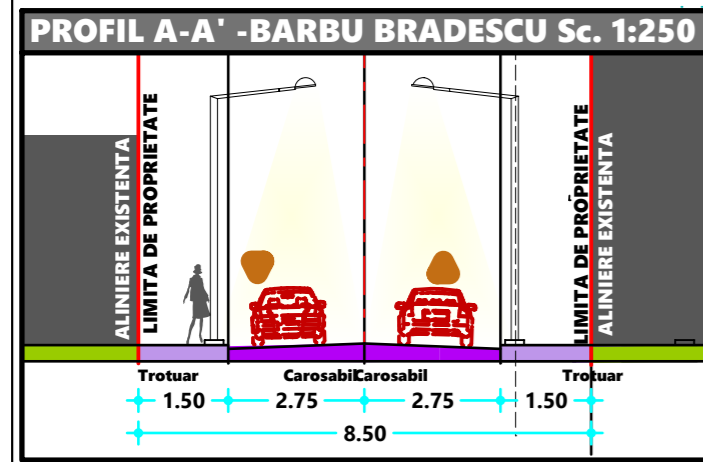 PROFIL A-A' -BARBU BRADESCU Sc. 1:250
ALINIERE EXISTENTA
LIMITA DE PROPRIETATE
LIMITA DE PROPRIETATE
ALINIERE EXISTENTA
Trotuar Carosabil Carosabil Trotuar
1.50 2.75 2.75 1.50
8.50